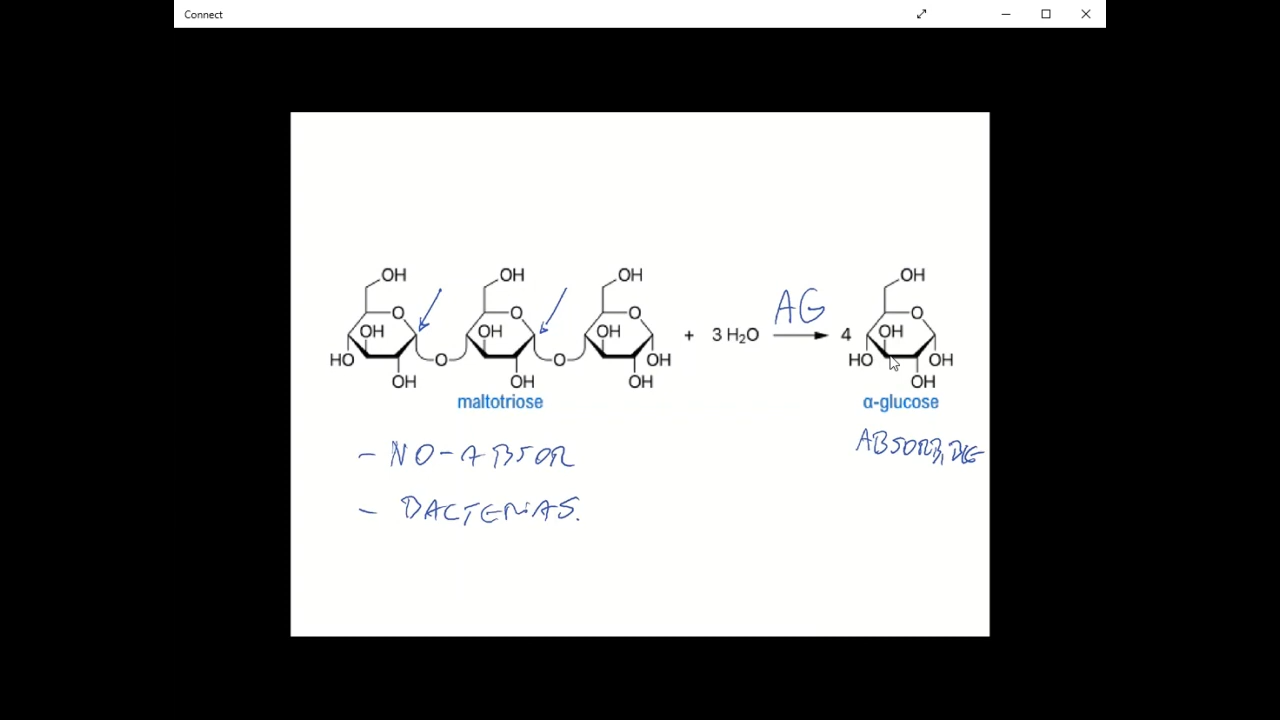 Connect
OH OH OH OH
O O O O
OH OH OH AG OH
+ 3 H₂O 4
HO O O OH HO OH
OH OH OH OH
maltotriose α-glucose
- NO-ABSOR
- BACTERIAS.